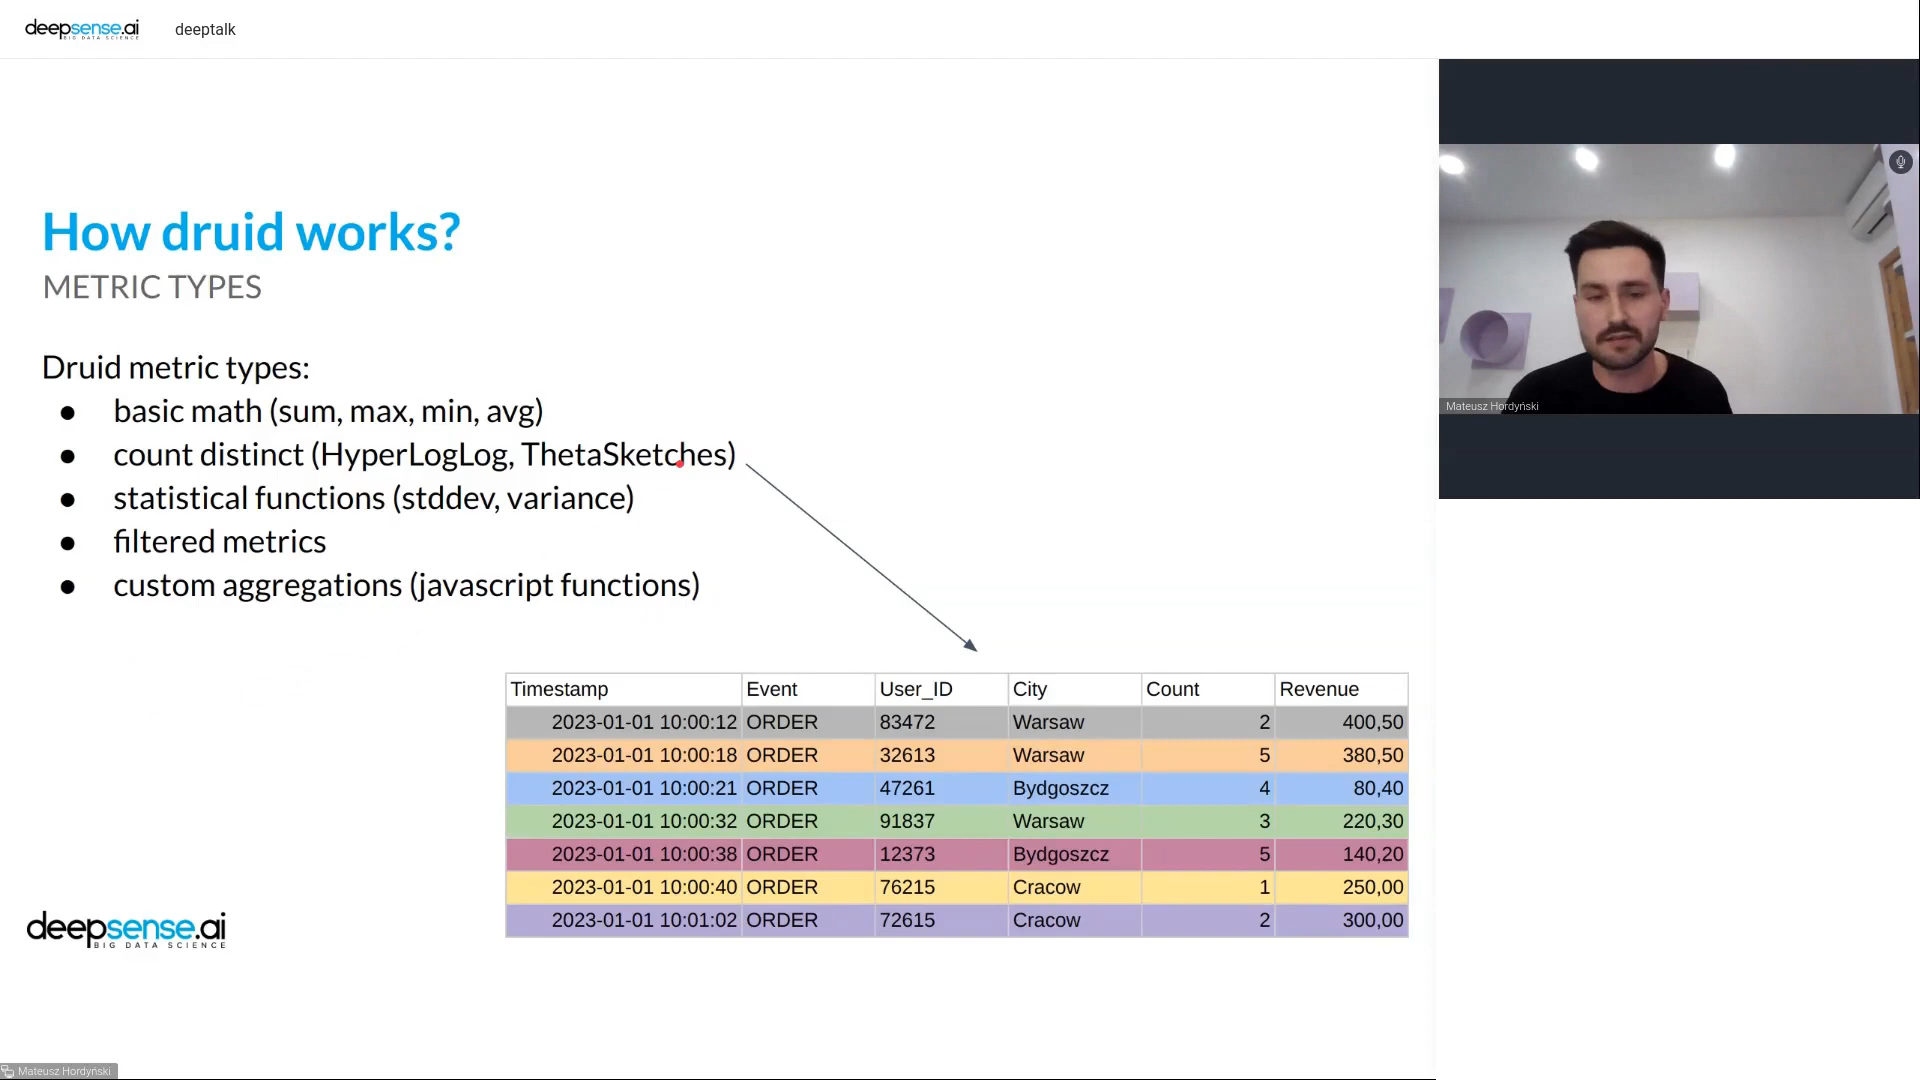 deepsense.ai
BIG DATA SCIENCE
deeptalk
How druid works?
METRIC TYPES
Druid metric types:
● basic math (sum, max, min, avg)
● count distinct (HyperLogLog, ThetaSketches)
● statistical functions (stddev, variance)
● filtered metrics
● custom aggregations (javascript functions)
Timestamp Event User_ID City Count Revenue
2023-01-01 10:00:12 ORDER 83472 Warsaw 2 400,50
2023-01-01 10:00:18 ORDER 32613 Warsaw 5 380,50
2023-01-01 10:00:21 ORDER 47261 Bydgoszcz 4 80,40
2023-01-01 10:00:32 ORDER 91837 Warsaw 3 220,30
2023-01-01 10:00:38 ORDER 12373 Bydgoszcz 5 140,20
2023-01-01 10:00:40 ORDER 76215 Cracow 1 250,00
2023-01-01 10:01:02 ORDER 72615 Cracow 2 300,00
deepsense.ai
BIG DATA SCIENCE
Mateusz Hordyński
Mateusz Hordyński